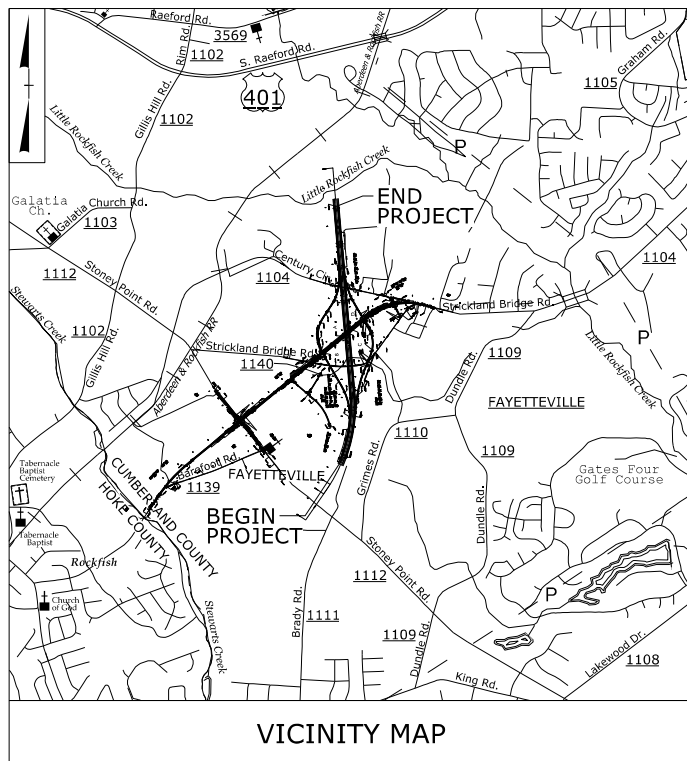 Raeford Rd.
3569
1102
Rim Rd.
S. Raeford Rd.
401
Aberdeen & Rockfish RR
Graham Rd.
1105
Gillis Hill Rd.
1102
Little Rockfish Creek
P
Little Rockfish Creek
Galatia
Ch.
Galatia Church Rd.
1103
END
PROJECT
1112
Stoney Point Rd.
Century Cir.
1104
1104
Stewarts Creek
Strickland Bridge Rd.
P
1102
Gillis Hill Rd.
Aberdeen & Rockfish RR
Strickland Bridge Rd.
1140
1109
Dundle Rd.
Little Rockfish Creek
FAYETTEVILLE
1110
1109
Grimes Rd.
Dundle Rd.
Gates Four
Golf Course
Tabernacle
Baptist
Cemetery
CUMBERLAND COUNTY
HOKE COUNTY
Barefoot Rd.
1139
FAYETTEVILLE
BEGIN
PROJECT
Tabernacle
Baptist
Rockfish
Stoney Point Rd.
1112
P
Church
of God
Stewarts Creek
Brady Rd.
1111
1109
Dundle Rd.
King Rd.
Lakewood Dr.
1108
VICINITY MAP